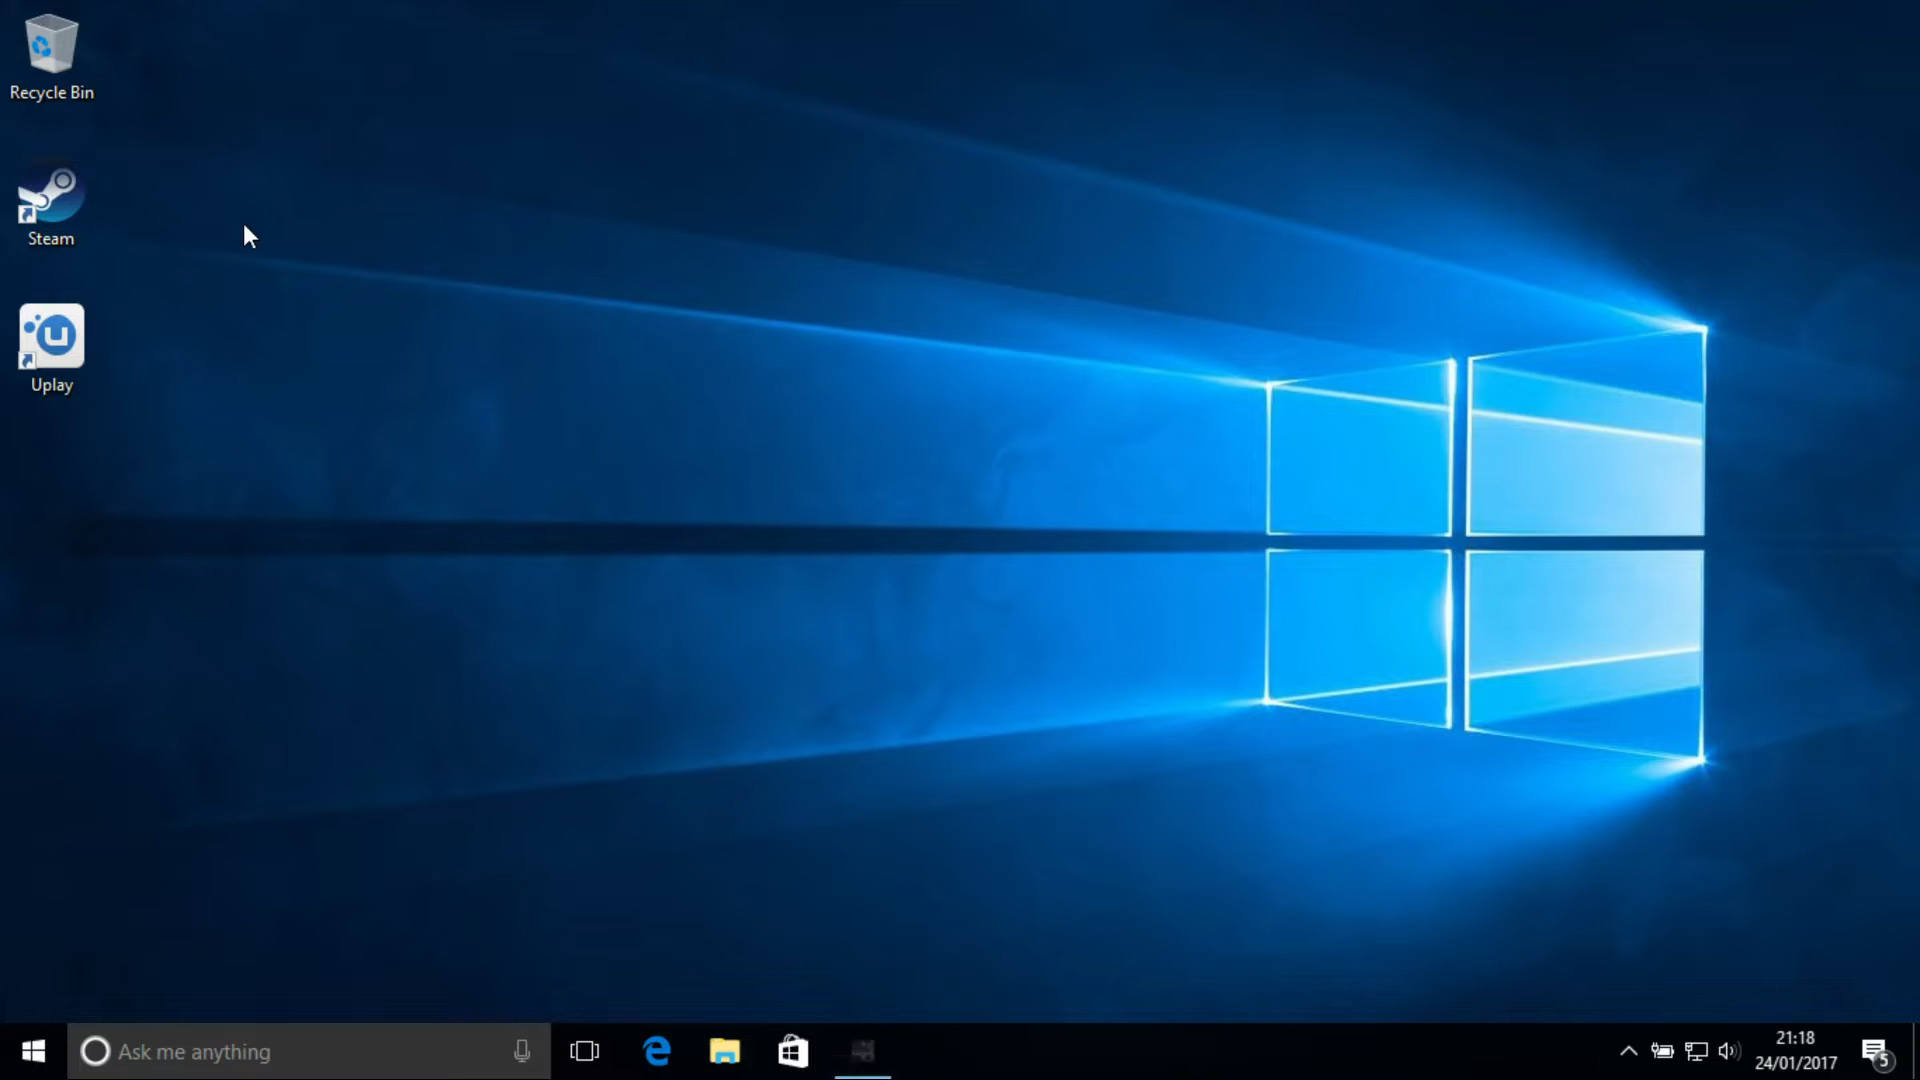 Recycle Bin
Steam
Uplay
Ask me anything
21:18
24/01/2017
5